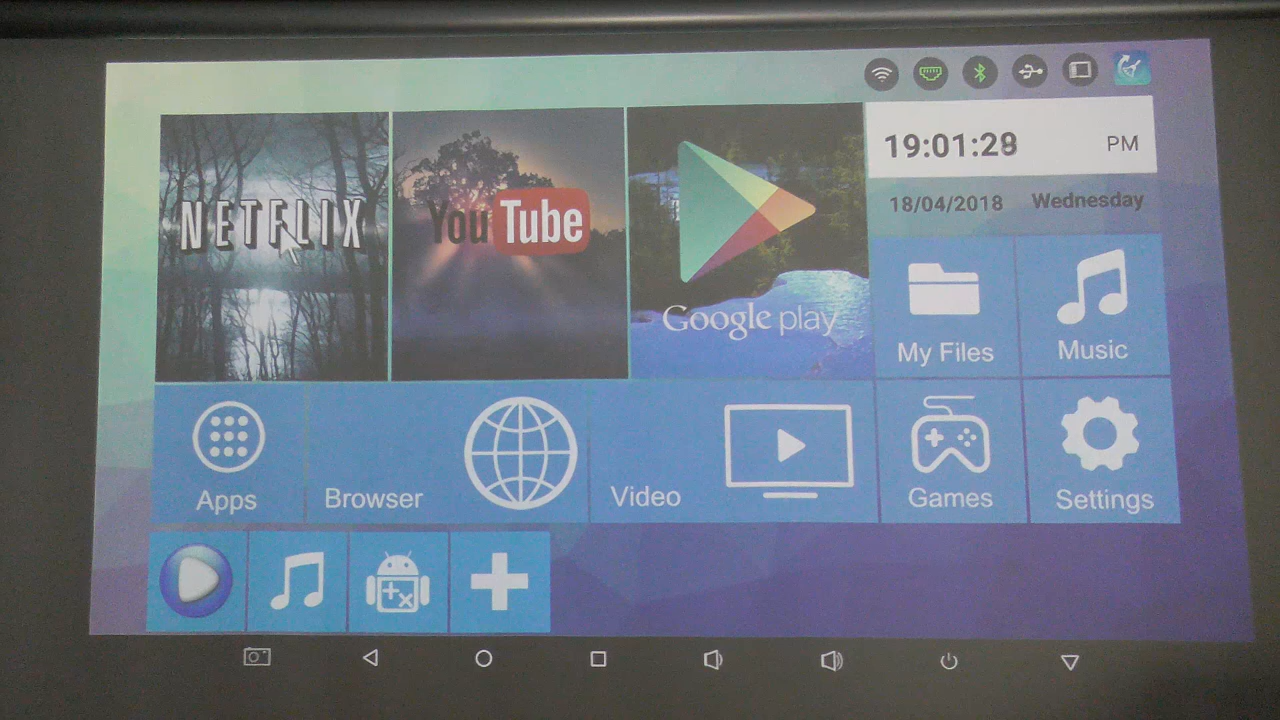 19:01:28 PM
18/04/2018 Wednesday
NETFLIX
YouTube
Google play
My Files
Music
Apps
Browser
Video
Games
Settings